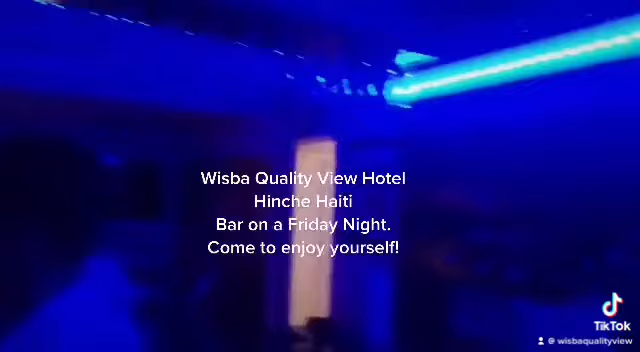 Wisba Quality View Hotel
Hinche Haiti
Bar on a Friday Night.
Come to enjoy yourself!
TikTok
@ wisbaqualityview